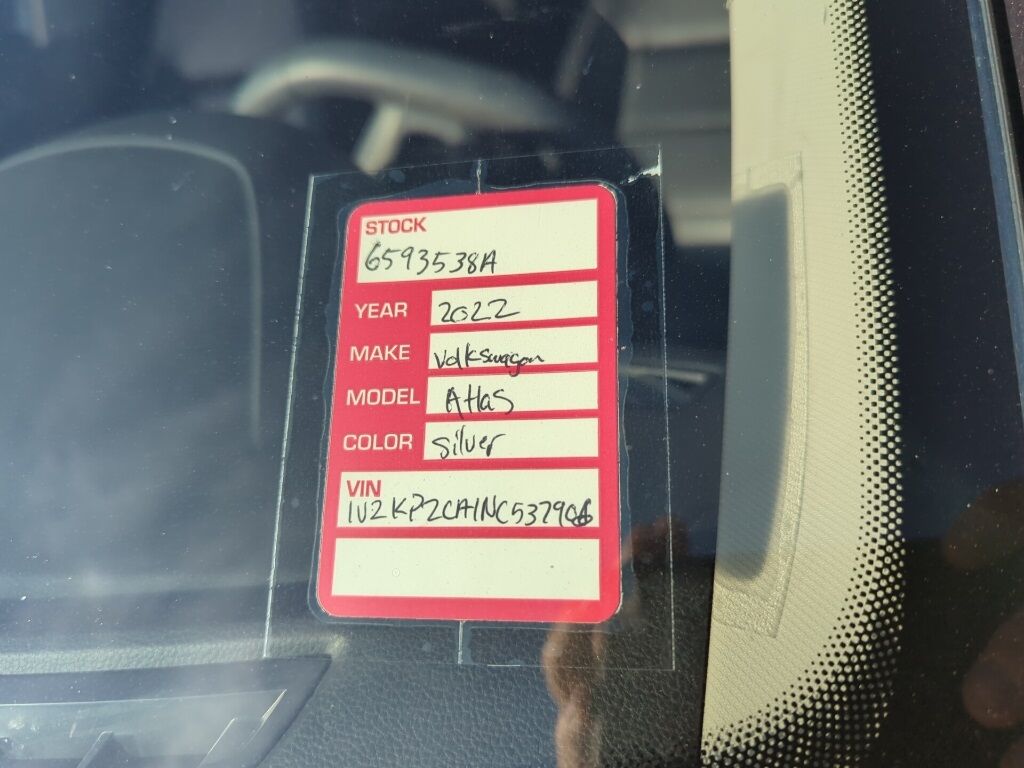 STOCK
6593538A
YEAR 2022
MAKE Volkswagon
MODEL Atlas
COLOR Silver
VIN
1V2KP2CA1NC537906